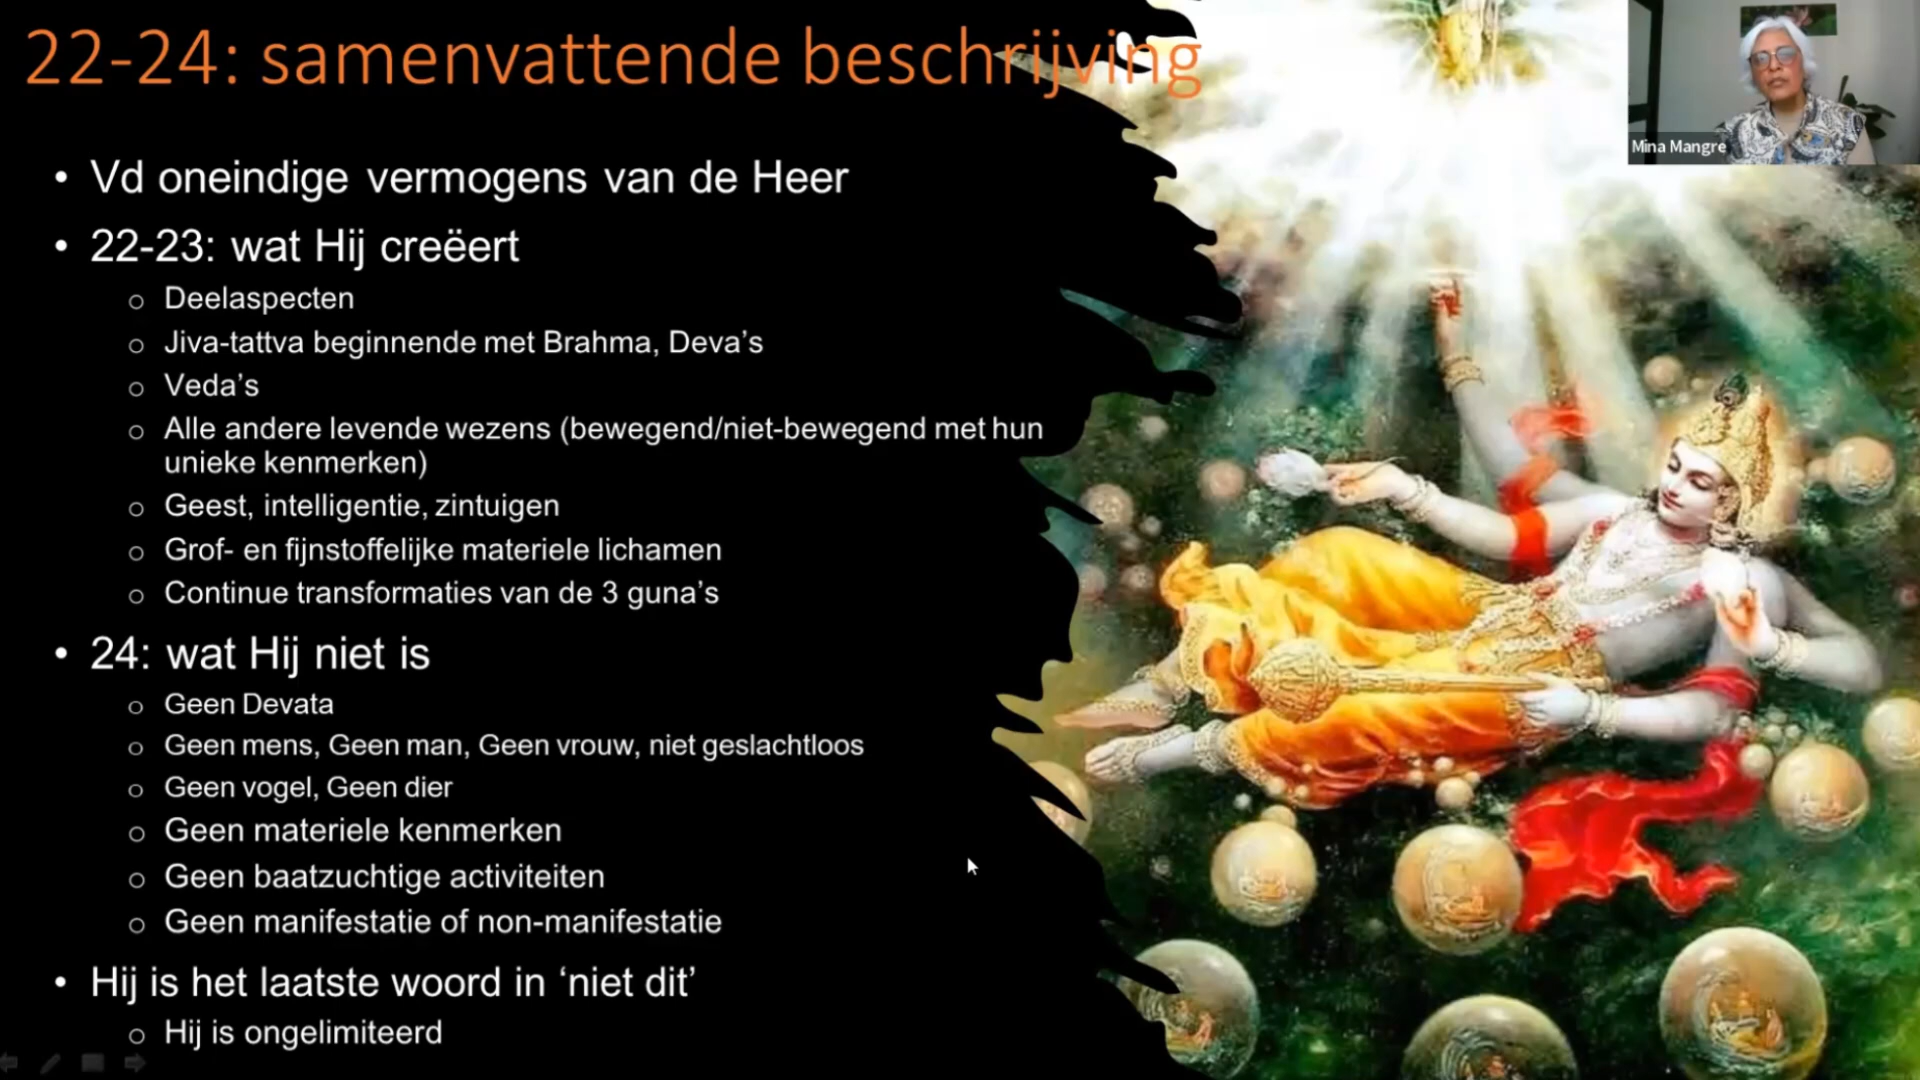 22-24: samenvattende beschrijving
Mina Mangre
• Vd oneindige vermogens van de Heer
• 22-23: wat Hij creëert
o Deelaspecten
o Jiva-tattva beginnende met Brahma, Deva’s
o Veda’s
o Alle andere levende wezens (bewegend/niet-bewegend met hun
unieke kenmerken)
o Geest, intelligentie, zintuigen
o Grof- en fijnstoffelijke materiele lichamen
o Continue transformaties van de 3 guna’s
• 24: wat Hij niet is
o Geen Devata
o Geen mens, Geen man, Geen vrouw, niet geslachtloos
o Geen vogel, Geen dier
o Geen materiele kenmerken
o Geen baatzuchtige activiteiten
o Geen manifestatie of non-manifestatie
• Hij is het laatste woord in ‘niet dit’
o Hij is ongelimiteerd